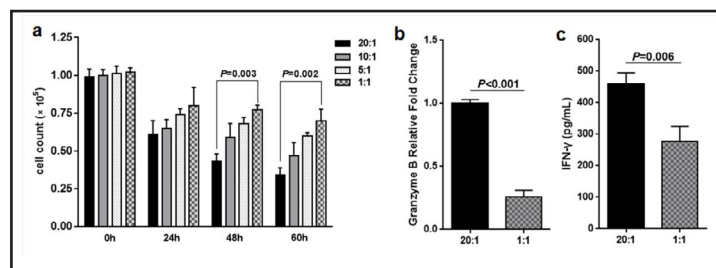 a
1.25
1.00
0.75
0.50
0.25
0.00
cell count (× 10⁵)
20:1
10:1
5:1
1:1
P=0.003
P=0.002
0h
24h
48h
60h
b
1.5
1.0
0.5
0.0
Granzyme B Relative Fold Change
P<0.001
20:1
1:1
c
600
500
400
300
200
100
0
IFN-γ (pg/mL)
P=0.006
20:1
1:1